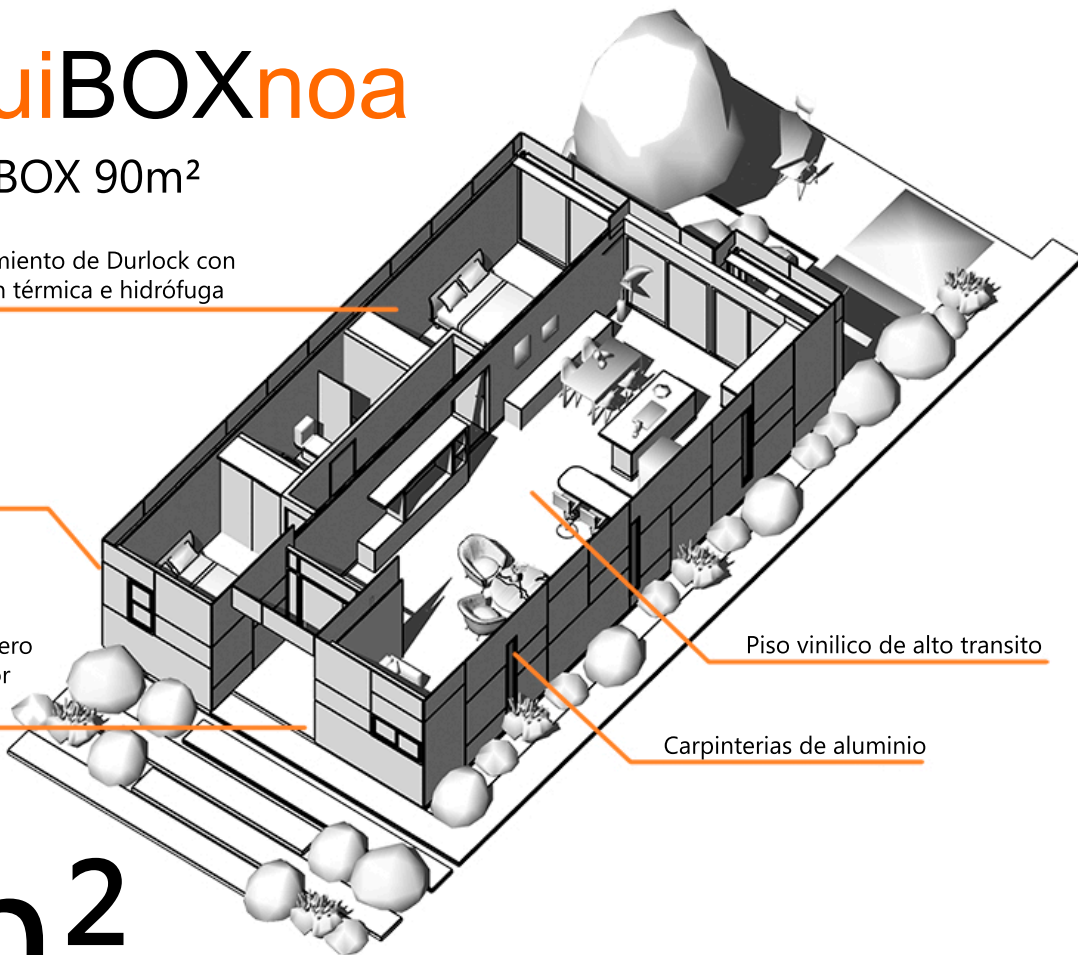 uiBOXnoa
BOX 90m²
miento de Durlock con
n térmica e hidrófuga
ero
or
Piso vinilico de alto transito
Carpinterias de aluminio
m²